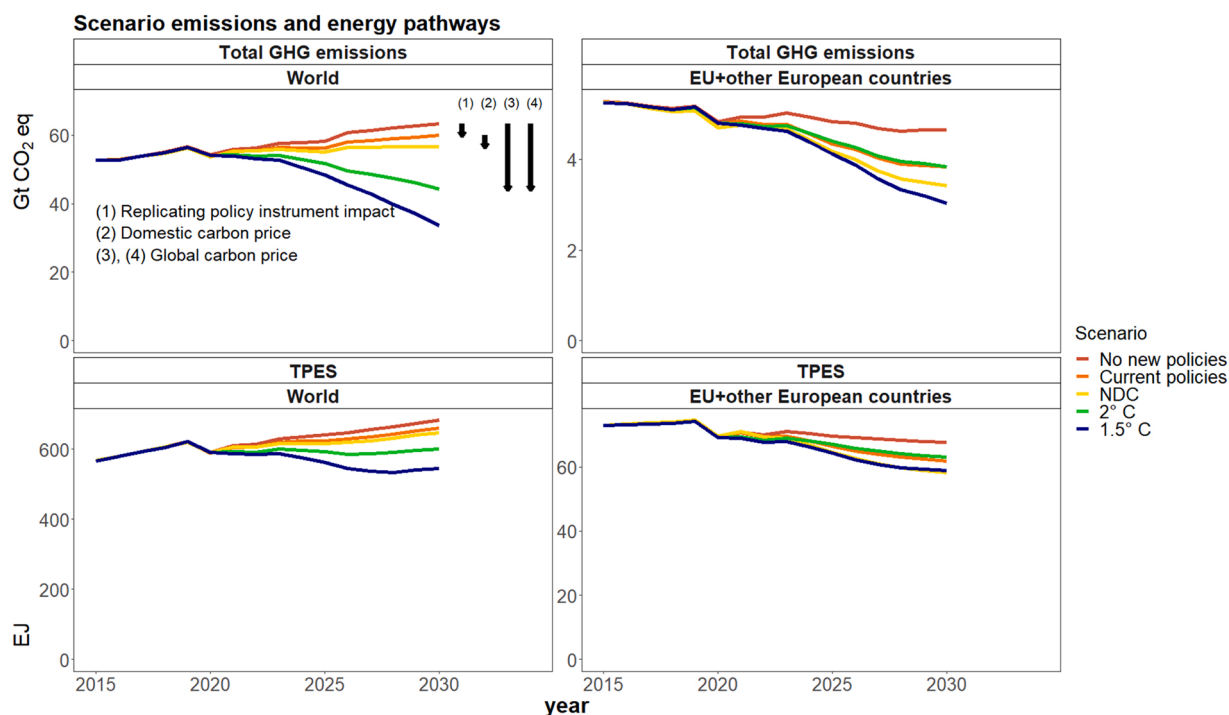 Scenario emissions and energy pathways
Total GHG emissions
World
Gt CO₂ eq
60
40
20
0
(1) (2) (3) (4)
(1) Replicating policy instrument impact
(2) Domestic carbon price
(3), (4) Global carbon price
Total GHG emissions
EU+other European countries
4
2
0
TPES
World
EJ
600
400
200
0
2015 2020 2025 2030
TPES
EU+other European countries
60
40
20
0
2015 2020 2025 2030
year
Scenario
No new policies
Current policies
NDC
2° C
1.5° C